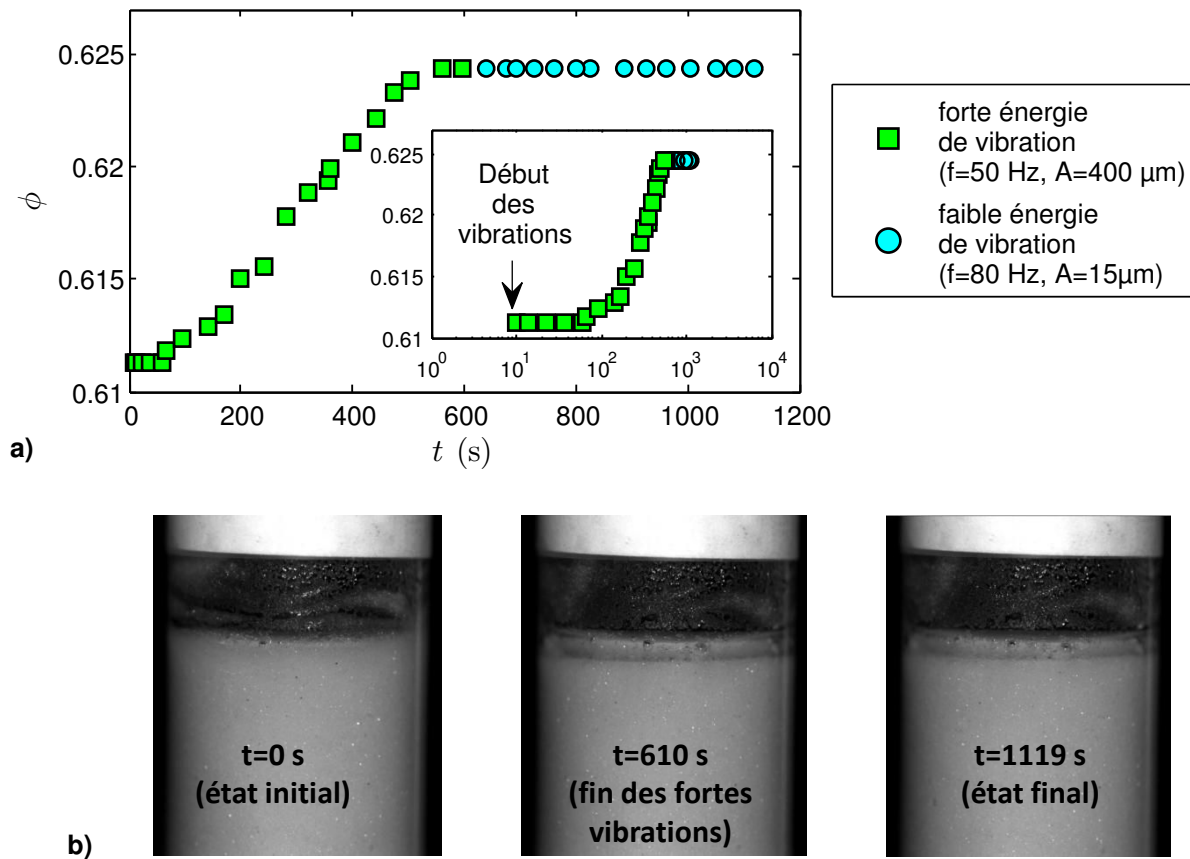 0.625
0.62
0.615
0.61
ϕ
0 200 400 600 800 1000 1200
t (s)
a)
0.625
0.62
0.615
0.61
10⁰ 10¹ 10² 10³ 10⁴
Début
des
vibrations
forte énergie
de vibration
(f=50 Hz, A=400 µm)
faible énergie
de vibration
(f=80 Hz, A=15µm)
t=0 s
(état initial)
t=610 s
(fin des fortes
vibrations)
t=1119 s
(état final)
b)